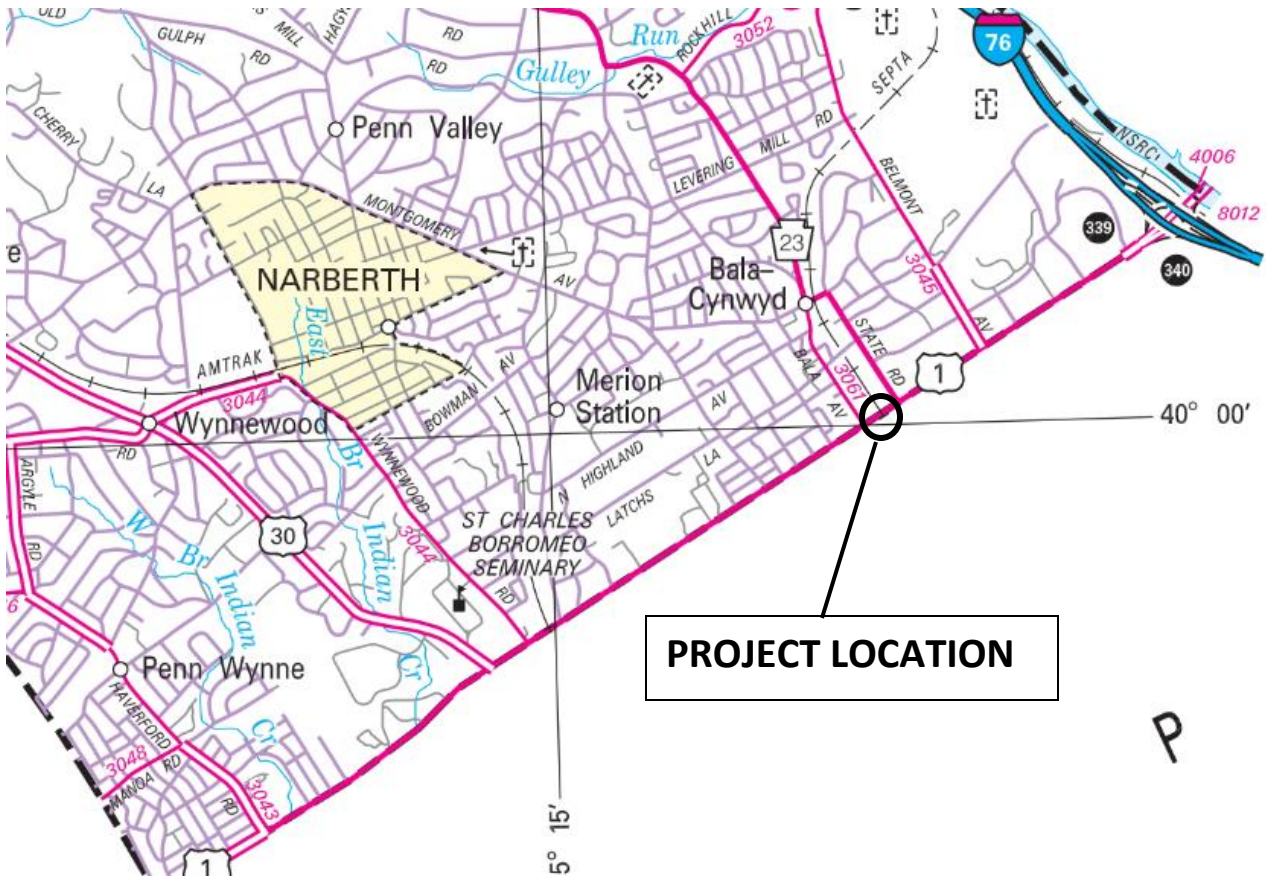 OLD
GULPH
RD
MILL
RD
HAGY
RD
RD
Gulley
Run
ROCKHILL
3052
SEPTA
76
NSRC
4006
8012
339
340
CHERRY
LA
Penn Valley
MONTGOMERY
AV
LEVERING MILL RD
BELMONT
AV
3045
23
Bala-
Cynwyd
STATE
RD
BALA
AV
3061
1
NARBERTH
East
Br
Indian
Cr
AMTRAK
3044
Wynnewood
RD
BOWMAN AV
Merion
Station
40° 00'
ARGYLE
RD
WYNNEWOOD
3044
RD
N HIGHLAND AV
LATCHS LA
30
W Br Indian
Cr
ST CHARLES
BORROMEO
SEMINARY
PROJECT LOCATION
Penn Wynne
HAVERFORD
RD
3048
MANOA RD
3043
1
5° 15'
P